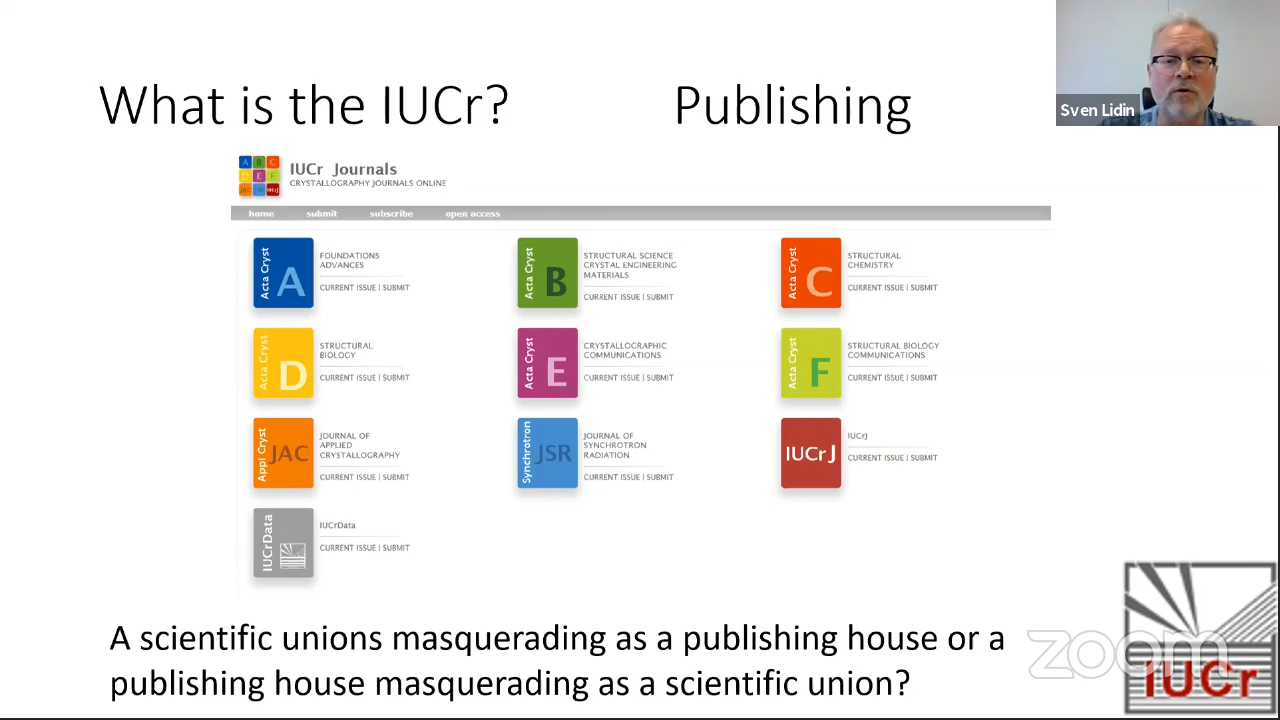 What is the IUCr? Publishing
Sven Lidin
A B C
D E F
JAC JSR IUCrJ
IUCr Journals
CRYSTALLOGRAPHY JOURNALS ONLINE
home submit subscribe open access
Acta Cryst A
FOUNDATIONS
ADVANCES
CURRENT ISSUE | SUBMIT
Acta Cryst B
STRUCTURAL SCIENCE
CRYSTAL ENGINEERING
MATERIALS
CURRENT ISSUE | SUBMIT
Acta Cryst C
STRUCTURAL
CHEMISTRY
CURRENT ISSUE | SUBMIT
Acta Cryst D
STRUCTURAL
BIOLOGY
CURRENT ISSUE | SUBMIT
Acta Cryst E
CRYSTALLOGRAPHIC
COMMUNICATIONS
CURRENT ISSUE | SUBMIT
Acta Cryst F
STRUCTURAL BIOLOGY
COMMUNICATIONS
CURRENT ISSUE | SUBMIT
Appl Cryst JAC
JOURNAL OF
APPLIED
CRYSTALLOGRAPHY
CURRENT ISSUE | SUBMIT
Synchrotron JSR
JOURNAL OF
SYNCHROTRON
RADIATION
CURRENT ISSUE | SUBMIT
IUCrJ
IUCrJ
CURRENT ISSUE | SUBMIT
IUCrData
IUCrData
CURRENT ISSUE | SUBMIT
A scientific unions masquerading as a publishing house or a
publishing house masquerading as a scientific union?
zoom
IUCr